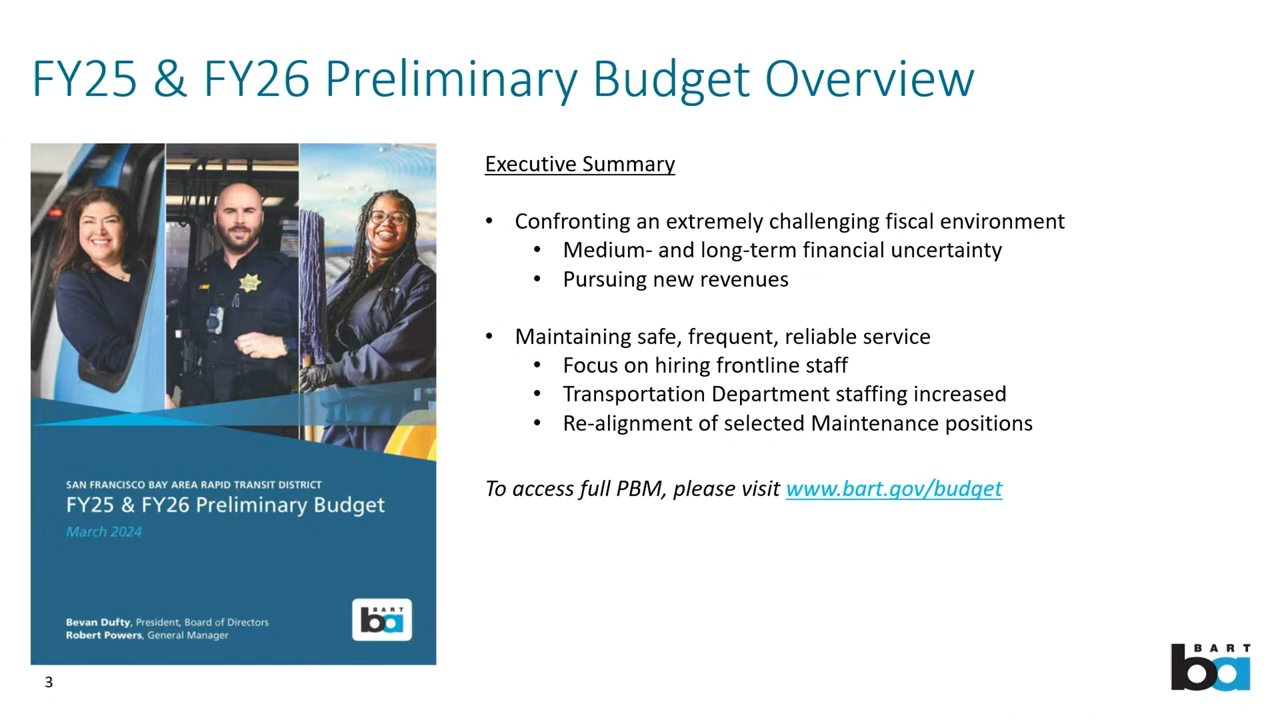 FY25 & FY26 Preliminary Budget Overview
Executive Summary
• Confronting an extremely challenging fiscal environment
• Medium- and long-term financial uncertainty
• Pursuing new revenues
• Maintaining safe, frequent, reliable service
• Focus on hiring frontline staff
• Transportation Department staffing increased
• Re-alignment of selected Maintenance positions
To access full PBM, please visit www.bart.gov/budget
SAN FRANCISCO BAY AREA RAPID TRANSIT DISTRICT
FY25 & FY26 Preliminary Budget
March 2024
Bevan Dufty, President, Board of Directors
Robert Powers, General Manager
BART
ba
3
BART
ba